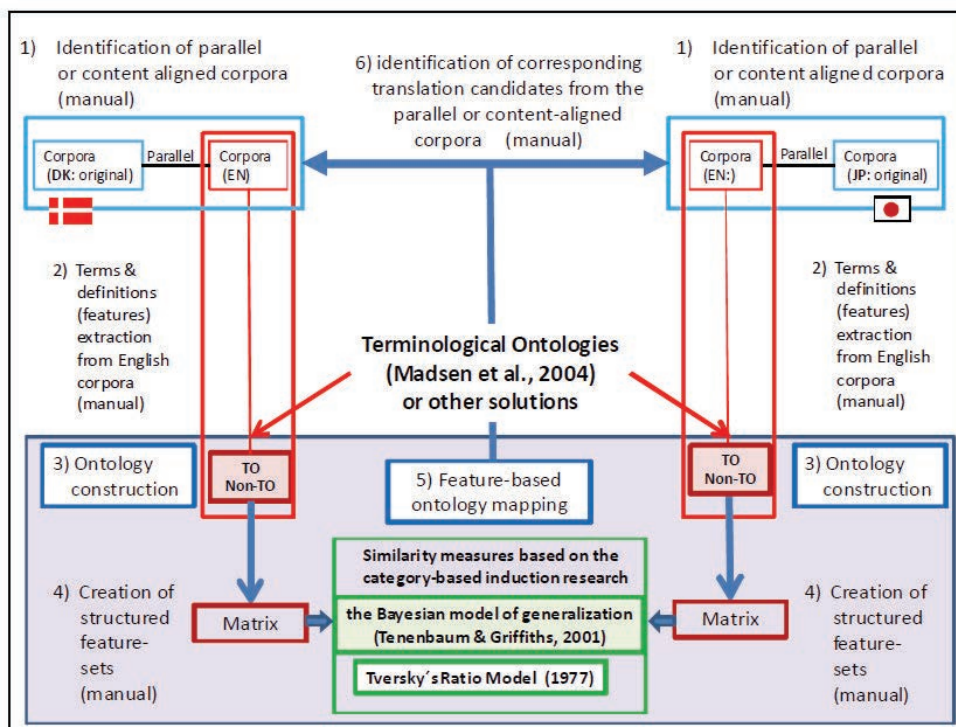 1) Identification of parallel
or content aligned corpora
(manual)
6) identification of corresponding
translation candidates from the
parallel or content-aligned
corpora (manual)
1) Identification of parallel
or content aligned corpora
(manual)
Corpora
(DK: original)
Parallel
Corpora
(EN)
Corpora
(EN:)
Parallel
Corpora
(JP: original)
2) Terms &
definitions
(features)
extraction
from English
corpora
(manual)
2) Terms &
definitions
(features)
extraction
from English
corpora
(manual)
Terminological Ontologies
(Madsen et al., 2004)
or other solutions
3) Ontology
construction
TO
Non-TO
5) Feature-based
ontology mapping
TO
Non-TO
3) Ontology
construction
Similarity measures based on the
category-based induction research
4) Creation of
structured
feature-
sets
(manual)
Matrix
the Bayesian model of generalization
(Tenenbaum & Griffiths, 2001)
Matrix
4) Creation of
structured
feature-
sets
(manual)
Tversky´s Ratio Model (1977)